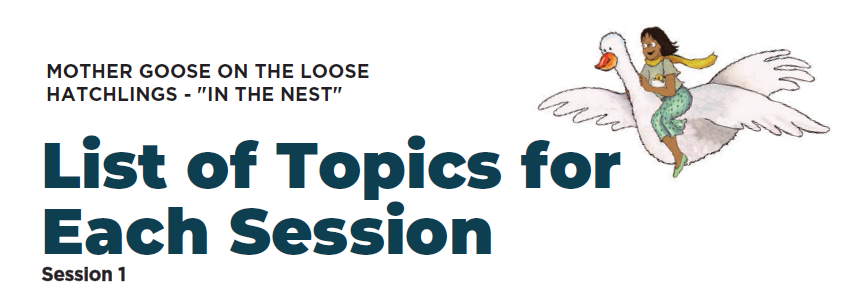 MOTHER GOOSE ON THE LOOSE
HATCHLINGS - "IN THE NEST"
List of Topics for
Each Session
Session 1